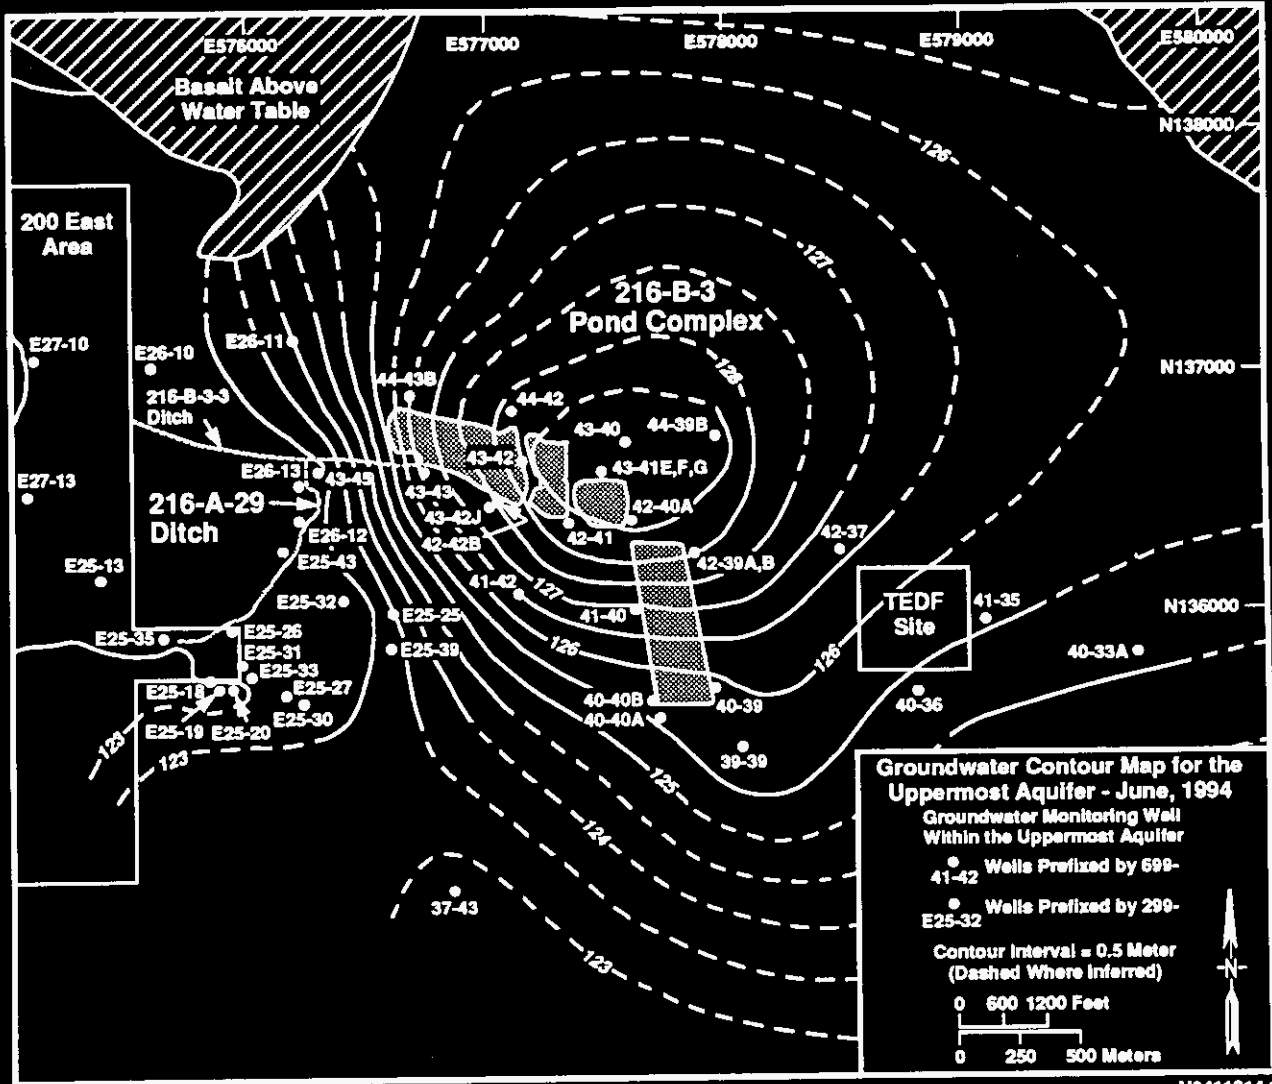 E576000
E577000
E578000
E579000
E580000
Basalt Above
Water Table
N138000
126
200 East
Area
127
216-B-3
Pond Complex
E27-10
E26-10
E26-11
N137000
128
44-43B
216-B-3-3
Ditch
44-42
43-40
44-39B
E26-13
43-45
43-42
43-41E,F,G
E27-13
43-43
216-A-29
Ditch
43-42J
42-40A
E26-12
42-42B
42-41
42-37
E25-43
42-39A,B
E25-13
41-42
127
E25-32
E25-25
41-40
TEDF
Site
41-35
N136000
E25-35
E25-26
E25-31
E25-39
126
126
40-33A
E25-33
E25-18
E25-27
40-40B
40-39
40-36
E25-30
40-40A
E25-19
E25-20
123
123
39-39
125
124
37-43
123
Groundwater Contour Map for the
Uppermost Aquifer - June, 1994
Groundwater Monitoring Well
Within the Uppermost Aquifer
41-42
Wells Prefixed by 699-
E25-32
Wells Prefixed by 299-
Contour Interval = 0.5 Meter
(Dashed Where Inferred)
N
0 600 1200 Feet
0 250 500 Meters